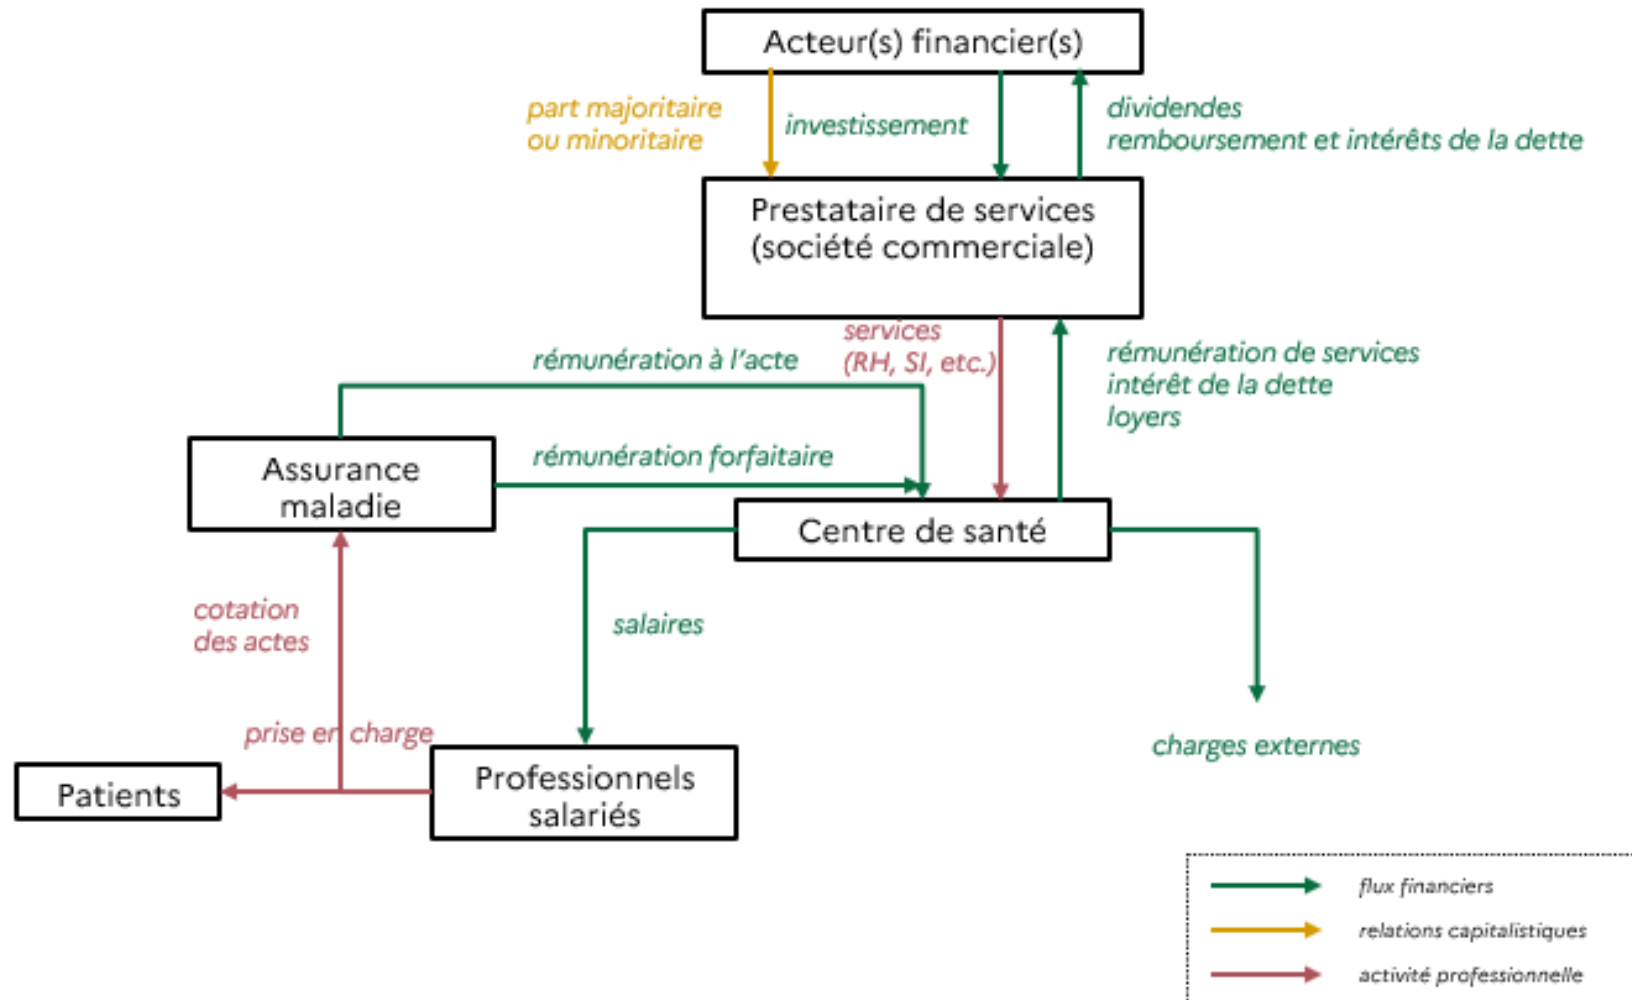 Acteur(s) financier(s)
part majoritaire
ou minoritaire
investissement
dividendes
remboursement et intérêts de la dette
Prestataire de services
(société commerciale)
services
(RH, SI, etc.)
rémunération de services
intérêt de la dette
loyers
rémunération à l'acte
rémunération forfaitaire
Assurance
maladie
Centre de santé
cotation
des actes
salaires
prise en charge
charges externes
Patients
Professionnels
salariés
flux financiers
relations capitalistiques
activité professionnelle